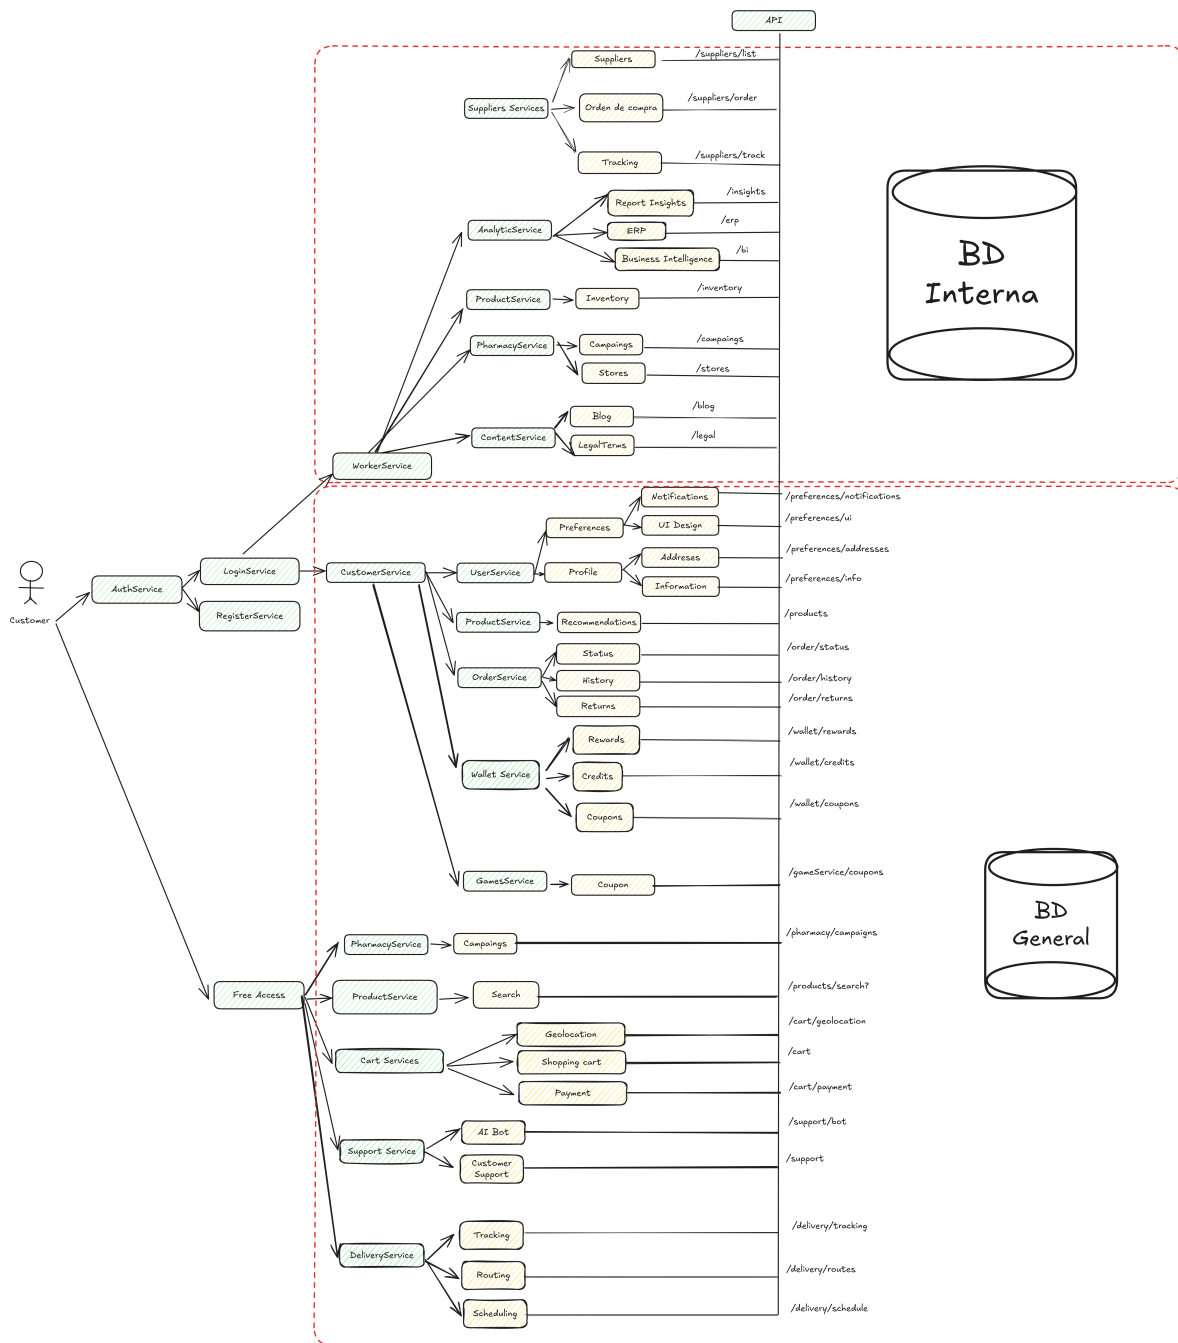 API
Suppliers
/suppliers/list
Suppliers Services
Orden de compra
/suppliers/order
Tracking
/suppliers/track
Report Insights
/insights
AnalyticService
ERP
/erp
Business Intelligence
/bi
BD
Interna
ProductService
Inventory
/inventory
PharmacyService
Campaings
/campaings
Stores
/stores
Blog
/blog
ContentService
LegalTerms
/legal
WorkerService
Notifications
/preferences/notifications
Preferences
UI Design
/preferences/ui
Addreses
/preferences/addresses
LoginService
CustomerService
UserService
Profile
Information
/preferences/info
AuthService
RegisterService
Customer
ProductService
Recommendations
/products
Status
/order/status
OrderService
History
/order/history
Returns
/order/returns
Rewards
/wallet/rewards
Wallet Service
Credits
/wallet/credits
Coupons
/wallet/coupons
GamesService
Coupon
/gameService/coupons
BD
General
PharmacyService
Campaings
/pharmacy/campaigns
Free Access
ProductService
Search
/products/search?
Geolocation
/cart/geolocation
Cart Services
Shopping cart
/cart
Payment
/cart/payment
AI Bot
/support/bot
Support Service
Customer
Support
/support
Tracking
/delivery/tracking
DeliveryService
Routing
/delivery/routes
Scheduling
/delivery/schedule